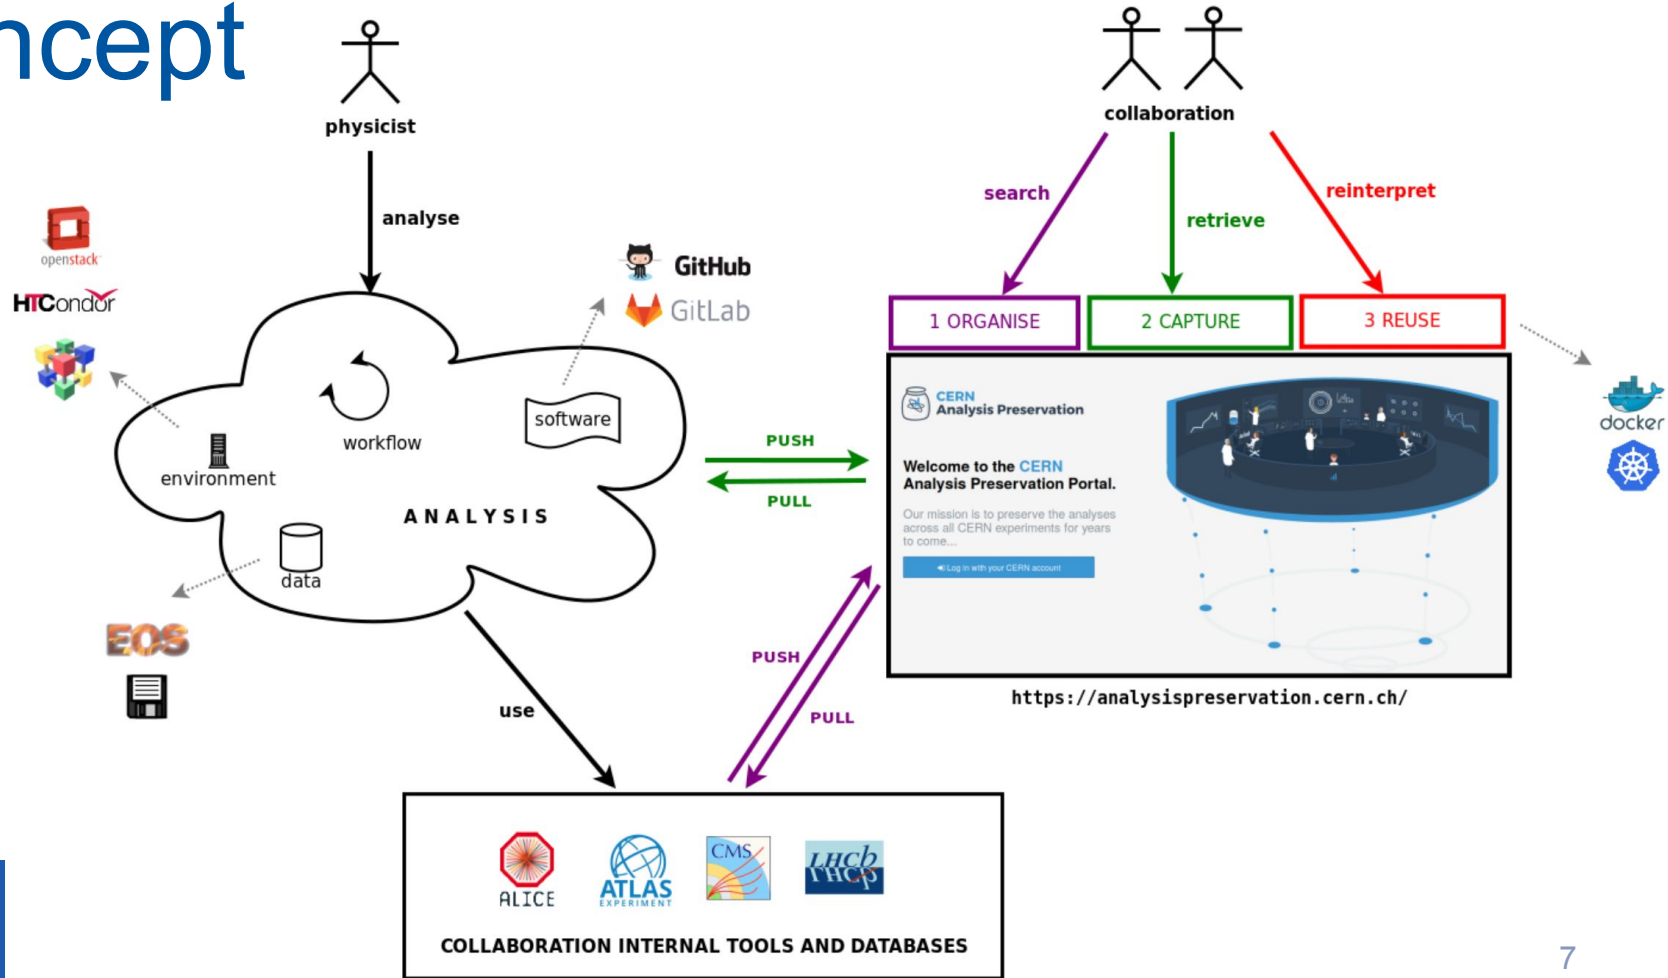 ncept
physicist
collaboration
analyse
search
retrieve
reinterpret
openstack
HTCondor
GitHub
GitLab
1 ORGANISE
2 CAPTURE
3 REUSE
workflow
software
environment
ANALYSIS
data
EOS
PUSH
PULL
CERN
Analysis Preservation
Welcome to the CERN
Analysis Preservation Portal.
Our mission is to preserve the analyses
across all CERN experiments for years
to come...
Log in with your CERN account
docker
https://analysispreservation.cern.ch/
use
PUSH
PULL
ALICE
ATLAS
EXPERIMENT
CMS
LHCb
COLLABORATION INTERNAL TOOLS AND DATABASES
7